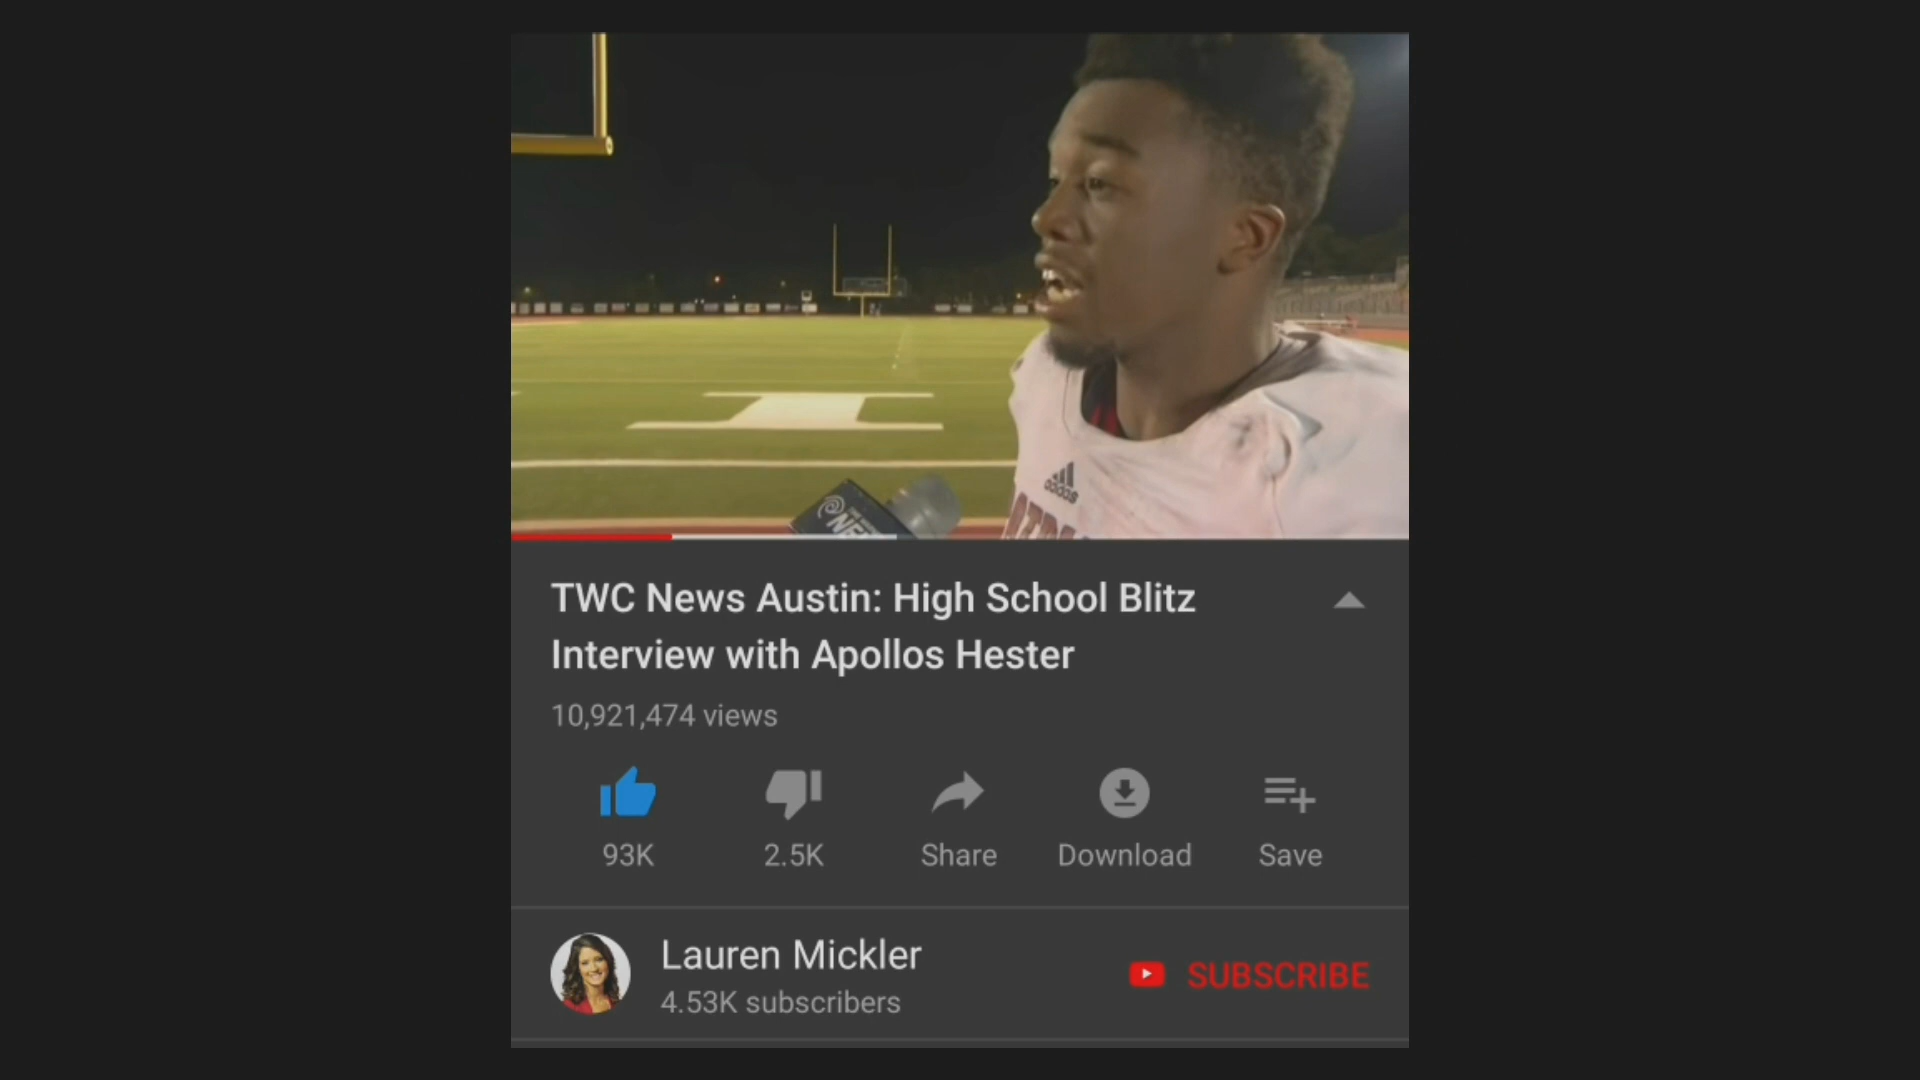 adidas
TWC News Austin: High School Blitz
Interview with Apollos Hester
10,921,474 views
93K
2.5K
Share
Download
Save
Lauren Mickler
4.53K subscribers
SUBSCRIBE